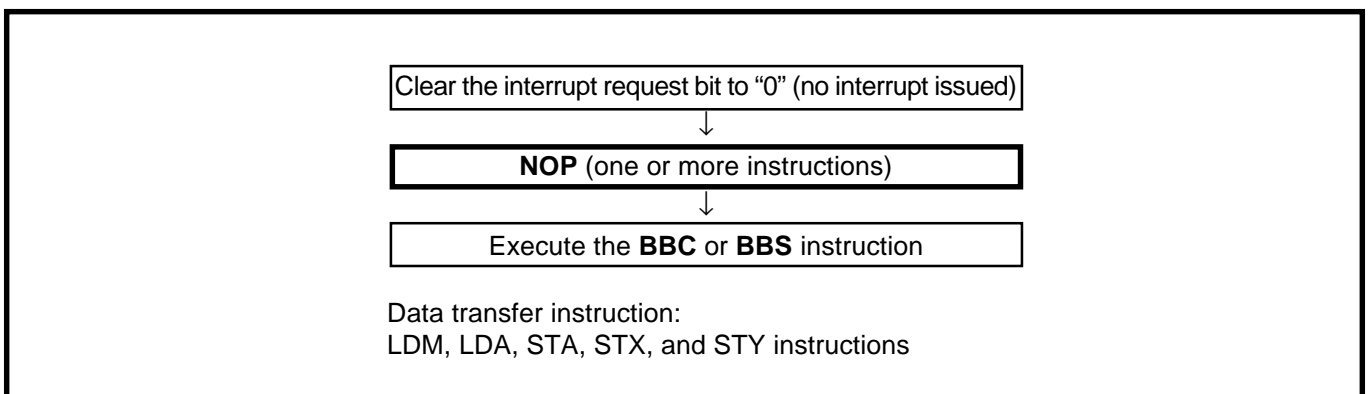 Clear the interrupt request bit to “0” (no interrupt issued)
↓
NOP (one or more instructions)
↓
Execute the BBC or BBS instruction
Data transfer instruction:
LDM, LDA, STA, STX, and STY instructions